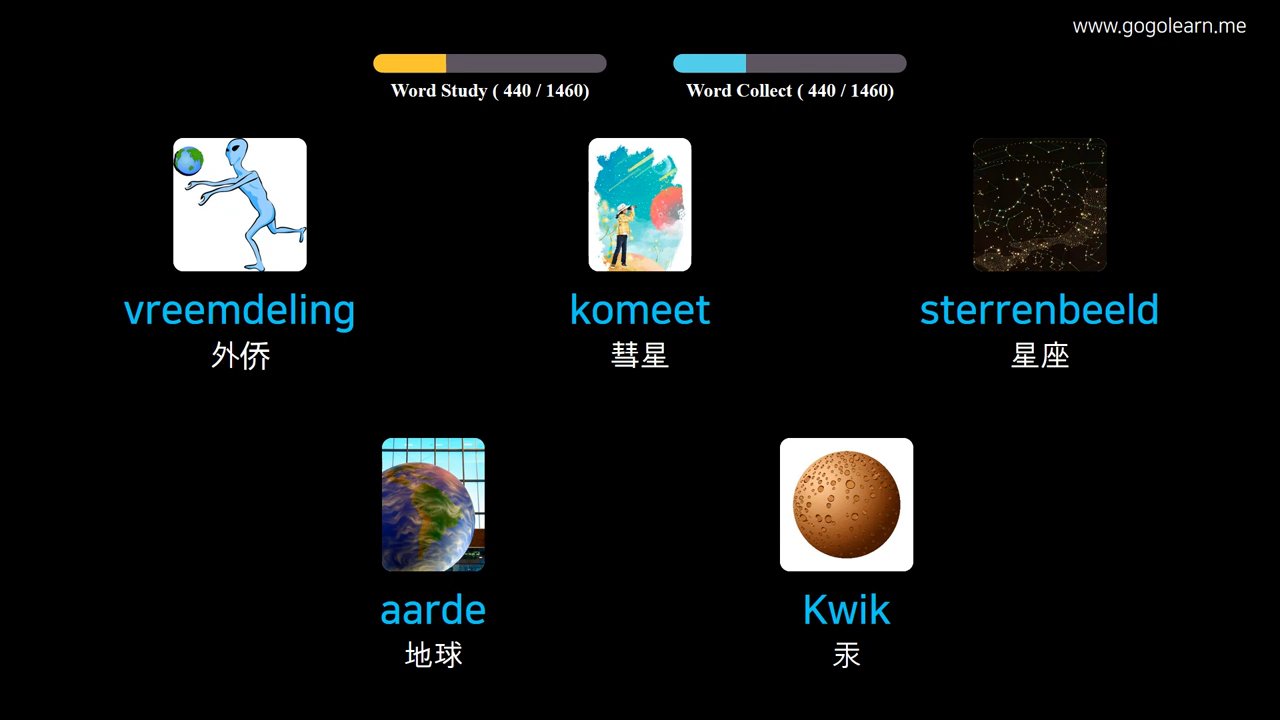 www.gogolearn.me
Word Study ( 440 / 1460)
Word Collect ( 440 / 1460)
vreemdeling
外侨
komeet
彗星
sterrenbeeld
星座
aarde
地球
Kwik
汞